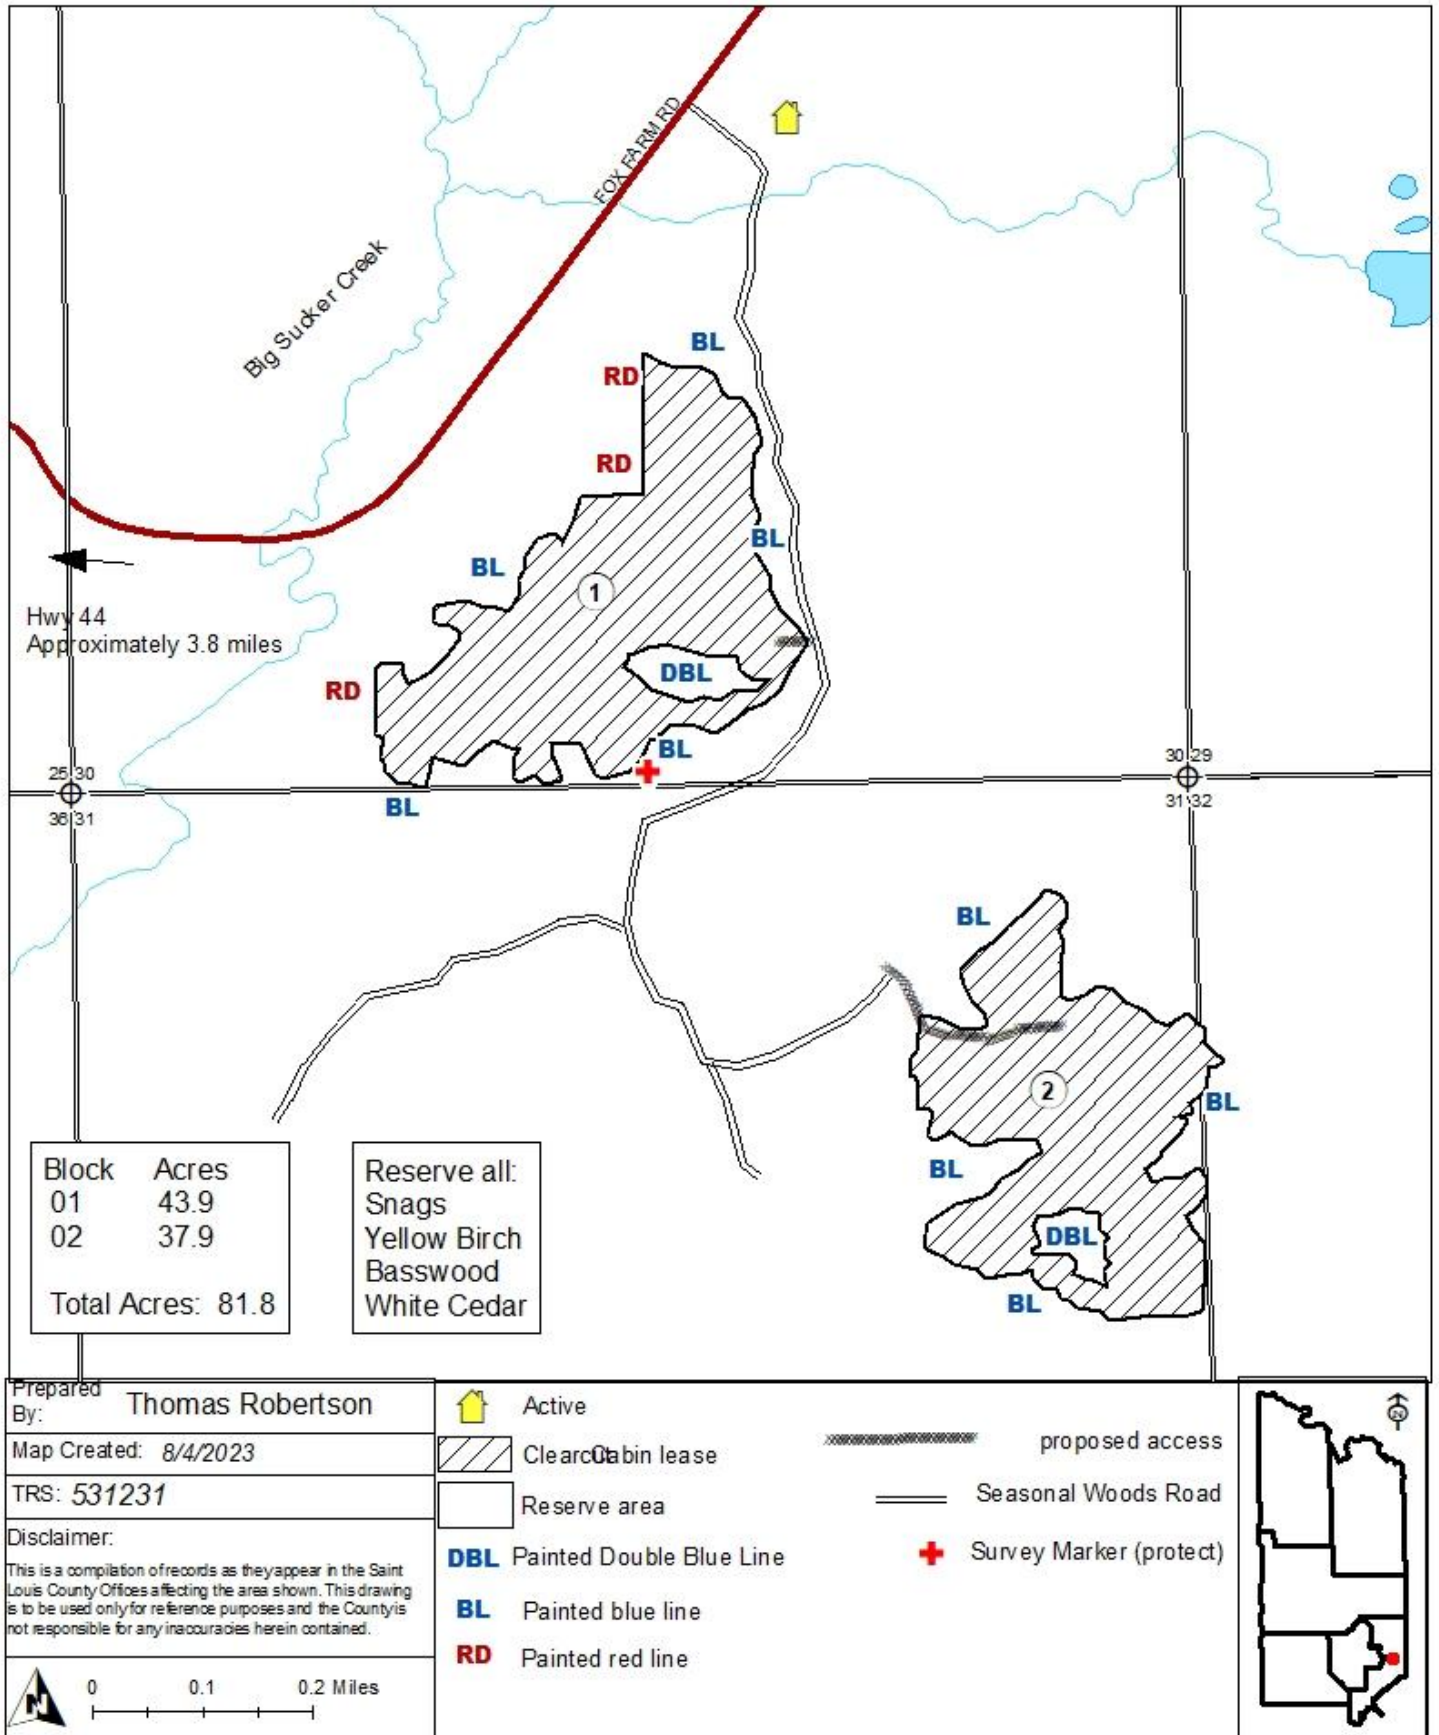 FOX FARM RD
Big Sucker Creek
BL
RD
RD
BL
BL
1
Hwy 44
Approximately 3.8 miles
DBL
RD
BL
25 30
36 31
30 29
31 32
BL
BL
2
BL
BL
DBL
BL
Block Acres
01 43.9
02 37.9
Total Acres: 81.8
Reserve all:
Snags
Yellow Birch
Basswood
White Cedar
Prepared
By: Thomas Robertson
Map Created: 8/4/2023
TRS: 531231
Disclaimer:
This is a compilation of records as they appear in the Saint
Louis County Offices affecting the area shown. This drawing
is to be used only for reference purposes and the County is
not responsible for any inaccuracies herein contained.
N
0 0.1 0.2 Miles
Active
Clearcut Cabin lease
Reserve area
DBL Painted Double Blue Line
BL Painted blue line
RD Painted red line
proposed access
Seasonal Woods Road
Survey Marker (protect)
N